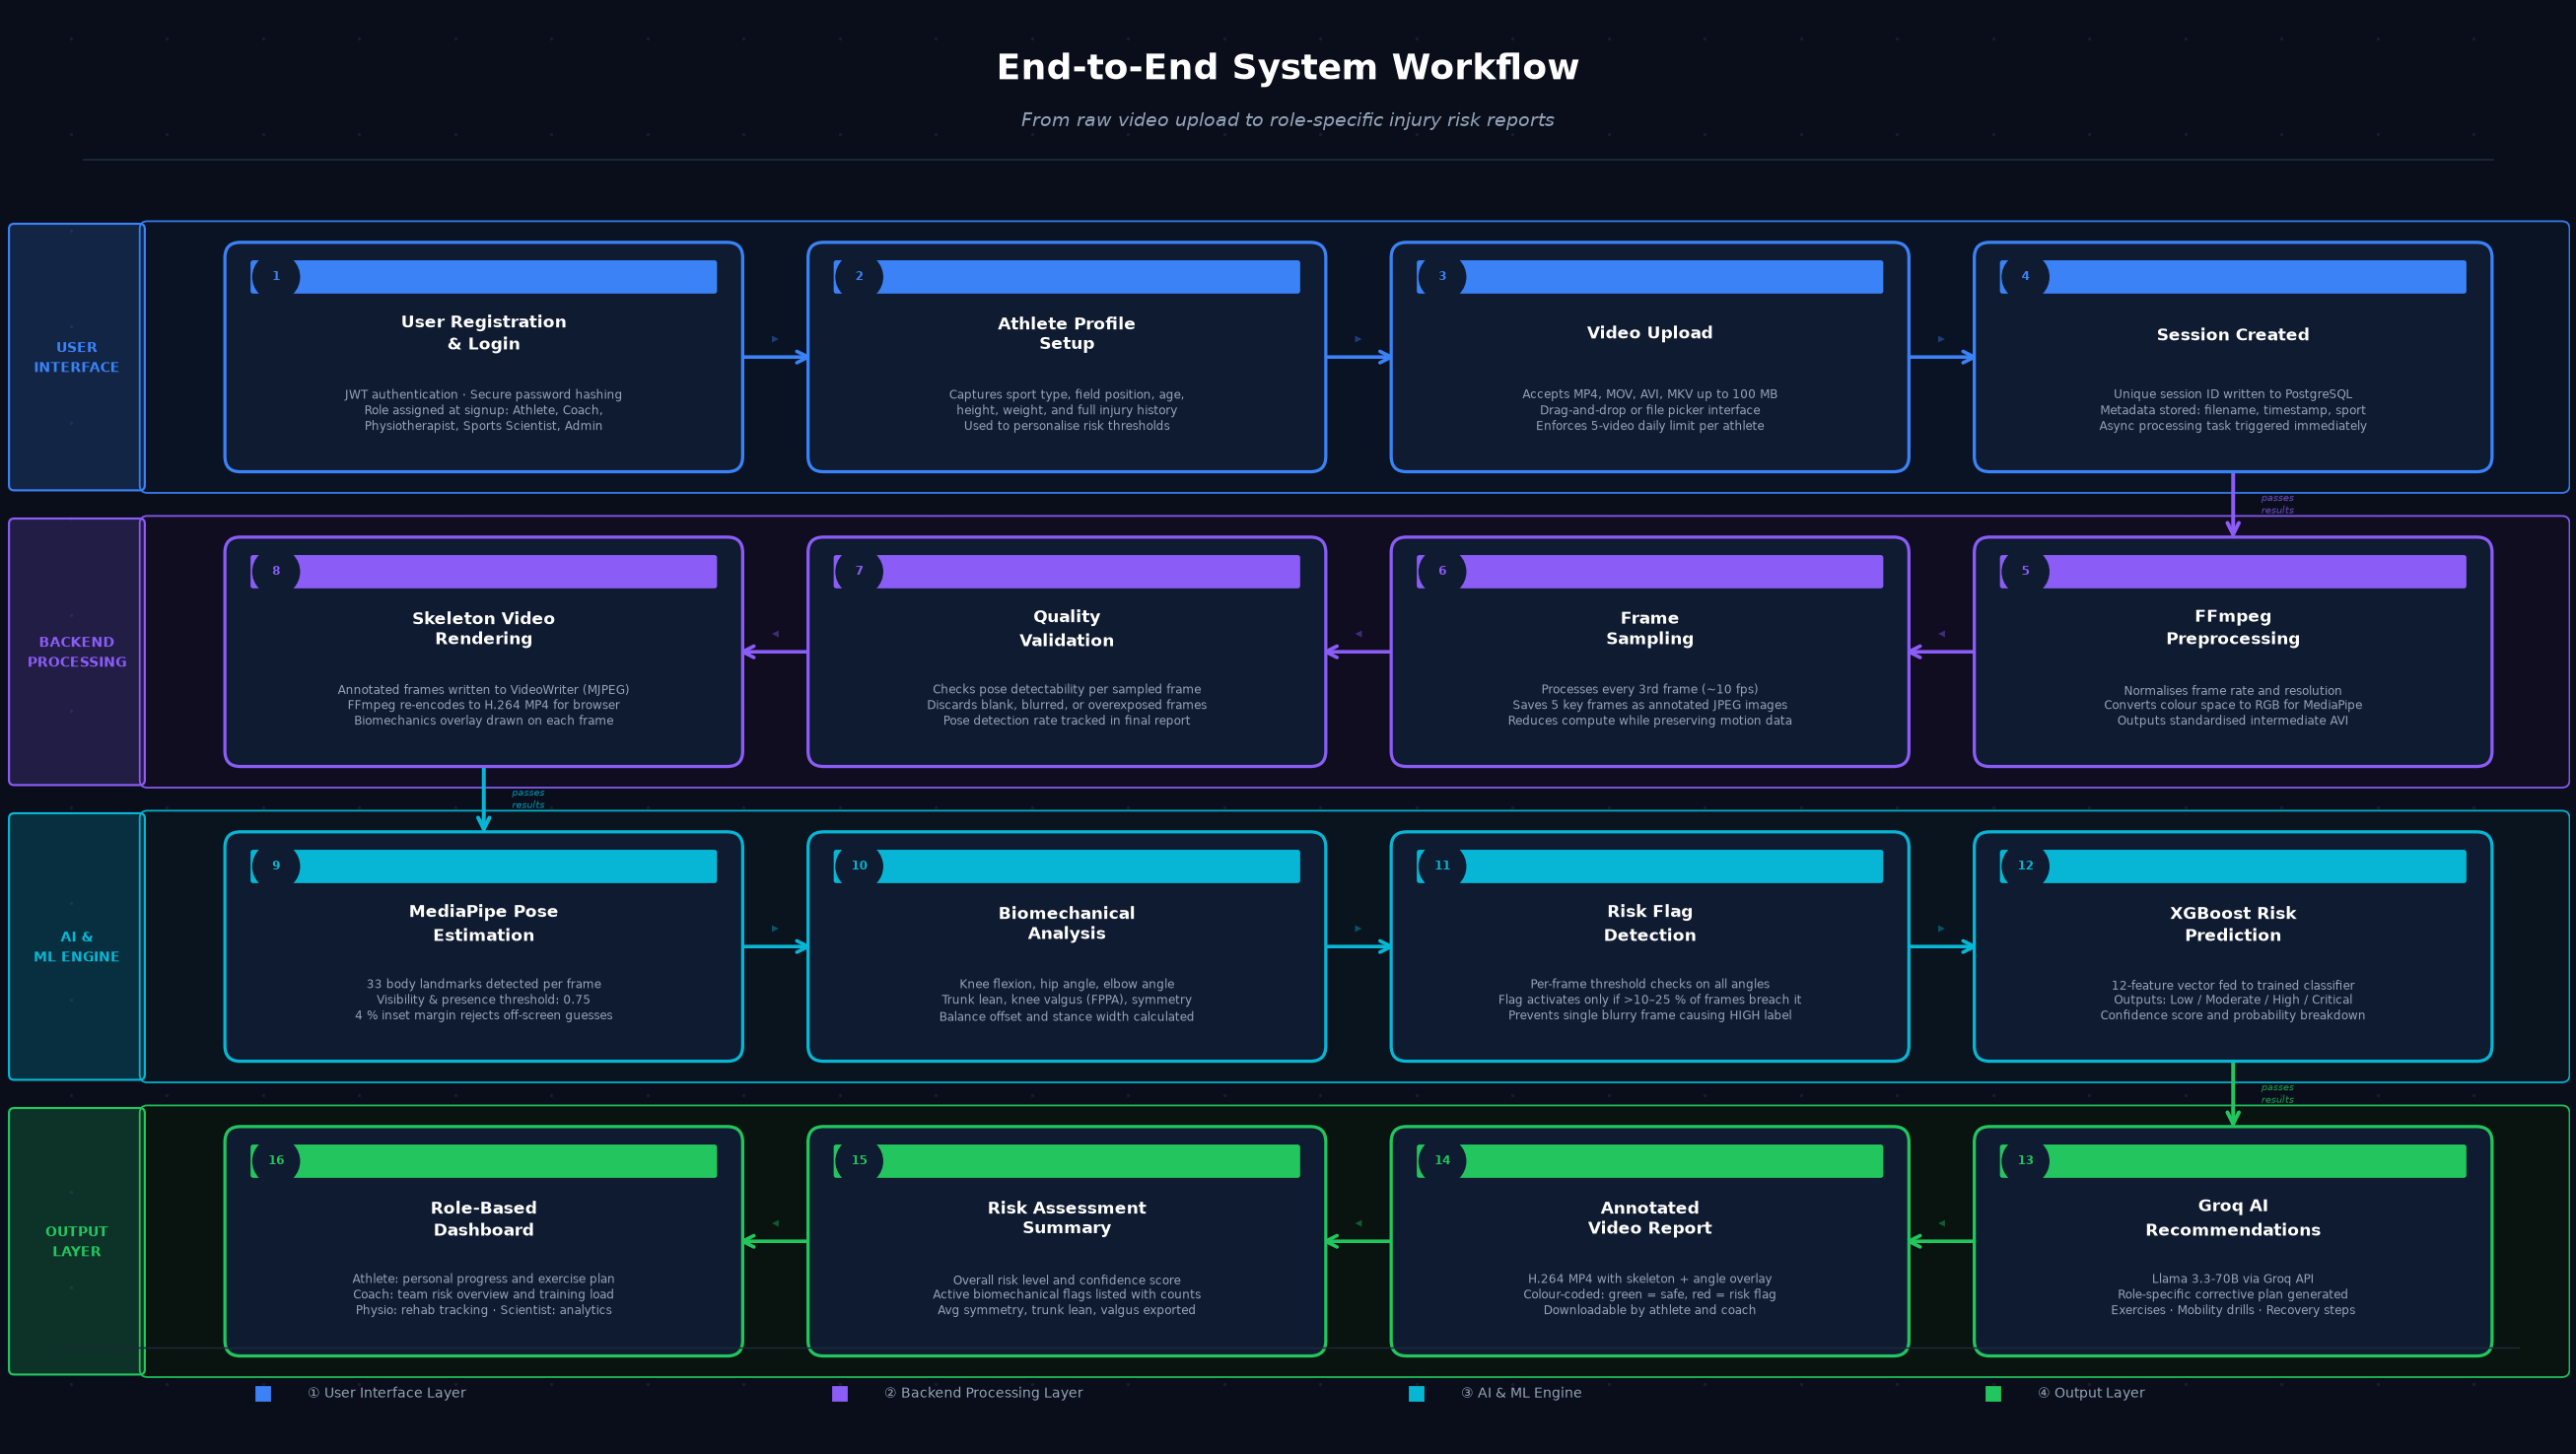 End-to-End System Workflow
From raw video upload to role-specific injury risk reports
USER
INTERFACE
1
User Registration
& Login
JWT authentication · Secure password hashing
Role assigned at signup: Athlete, Coach,
Physiotherapist, Sports Scientist, Admin
2
Athlete Profile
Setup
Captures sport type, field position, age,
height, weight, and full injury history
Used to personalise risk thresholds
3
Video Upload
Accepts MP4, MOV, AVI, MKV up to 100 MB
Drag-and-drop or file picker interface
Enforces 5-video daily limit per athlete
4
Session Created
Unique session ID written to PostgreSQL
Metadata stored: filename, timestamp, sport
Async processing task triggered immediately
passes
results
BACKEND
PROCESSING
8
Skeleton Video
Rendering
Annotated frames written to VideoWriter (MJPEG)
FFmpeg re-encodes to H.264 MP4 for browser
Biomechanics overlay drawn on each frame
7
Quality
Validation
Checks pose detectability per sampled frame
Discards blank, blurred, or overexposed frames
Pose detection rate tracked in final report
6
Frame
Sampling
Processes every 3rd frame (~10 fps)
Saves 5 key frames as annotated JPEG images
Reduces compute while preserving motion data
5
FFmpeg
Preprocessing
Normalises frame rate and resolution
Converts colour space to RGB for MediaPipe
Outputs standardised intermediate AVI
passes
results
AI &
ML ENGINE
9
MediaPipe Pose
Estimation
33 body landmarks detected per frame
Visibility & presence threshold: 0.75
4 % inset margin rejects off-screen guesses
10
Biomechanical
Analysis
Knee flexion, hip angle, elbow angle
Trunk lean, knee valgus (FPPA), symmetry
Balance offset and stance width calculated
11
Risk Flag
Detection
Per-frame threshold checks on all angles
Flag activates only if >10–25 % of frames breach it
Prevents single blurry frame causing HIGH label
12
XGBoost Risk
Prediction
12-feature vector fed to trained classifier
Outputs: Low / Moderate / High / Critical
Confidence score and probability breakdown
passes
results
OUTPUT
LAYER
16
Role-Based
Dashboard
Athlete: personal progress and exercise plan
Coach: team risk overview and training load
Physio: rehab tracking · Scientist: analytics
15
Risk Assessment
Summary
Overall risk level and confidence score
Active biomechanical flags listed with counts
Avg symmetry, trunk lean, valgus exported
14
Annotated
Video Report
H.264 MP4 with skeleton + angle overlay
Colour-coded: green = safe, red = risk flag
Downloadable by athlete and coach
13
Groq AI
Recommendations
Llama 3.3-70B via Groq API
Role-specific corrective plan generated
Exercises · Mobility drills · Recovery steps
① User Interface Layer
② Backend Processing Layer
③ AI & ML Engine
④ Output Layer